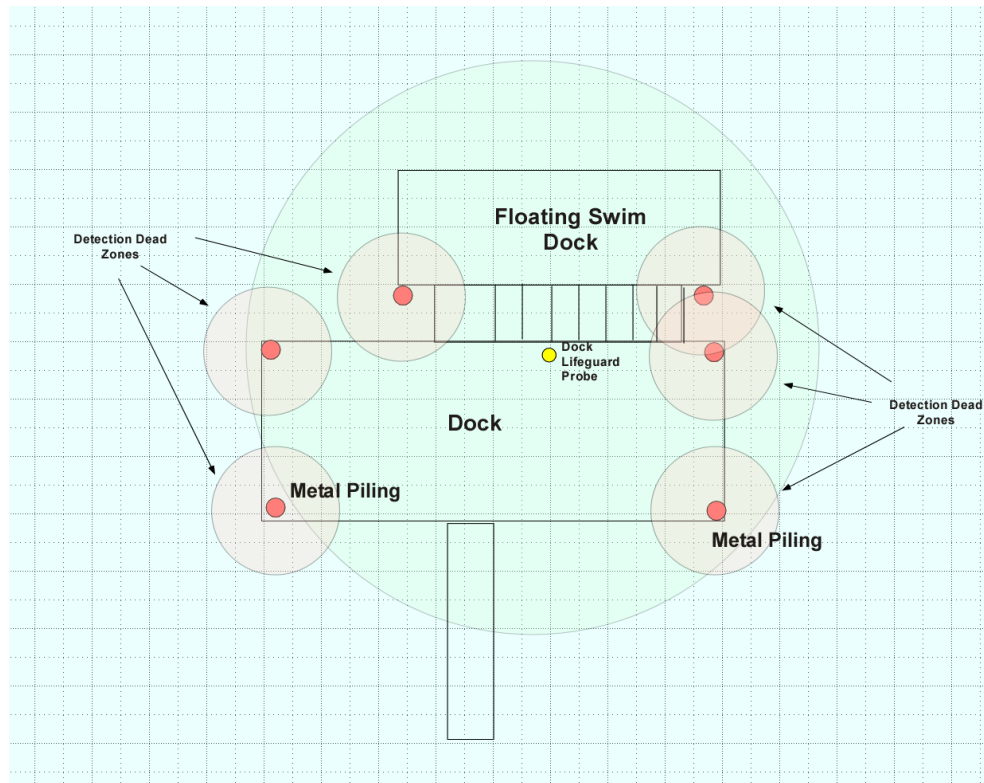 Floating Swim
Dock
Detection Dead
Zones
Dock
Lifeguard
Probe
Detection Dead
Zones
Dock
Metal Piling
Metal Piling